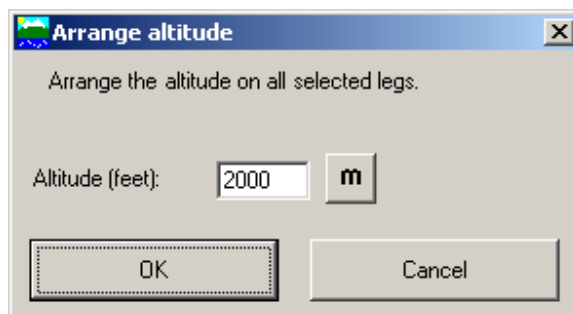 Arrange altitude
Arrange the altitude on all selected legs.
Altitude (feet): 2000 m
OK Cancel